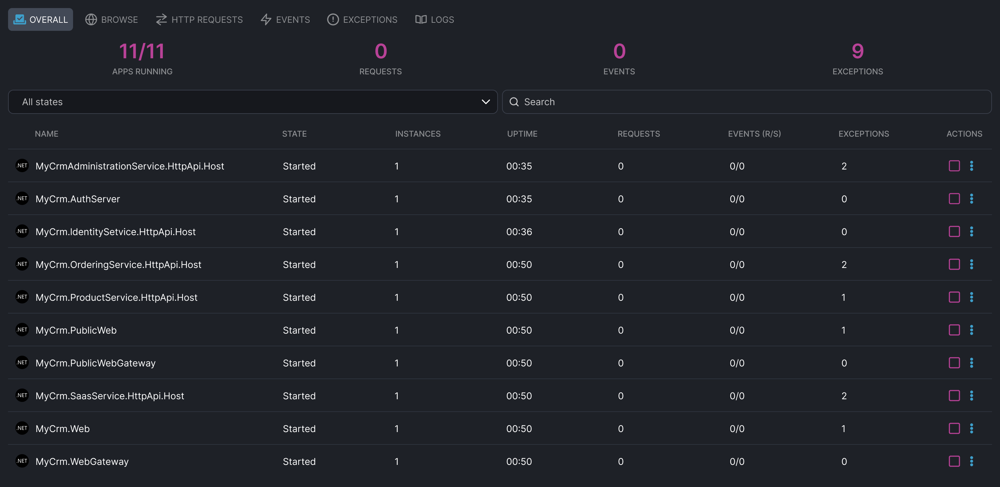 OVERALL BROWSE HTTP REQUESTS EVENTS EXCEPTIONS LOGS
11/11 0 0 9
APPS RUNNING REQUESTS EVENTS EXCEPTIONS
All states Search
NAME STATE INSTANCES UPTIME REQUESTS EVENTS (R/S) EXCEPTIONS ACTIONS
.NET MyCrmAdministrationService.HttpApi.Host Started 1 00:35 0 0/0 2
.NET MyCrm.AuthServer Started 1 00:35 0 0/0 0
.NET MyCrm.IdentitySetvice.HttpApi.Host Started 1 00:36 0 0/0 0
.NET MyCrm.OrderingService.HttpApi.Host Started 1 00:50 0 0/0 2
.NET MyCrm.ProductService.HttpApi.Host Started 1 00:50 0 0/0 1
.NET MyCrm.PublicWeb Started 1 00:50 0 0/0 1
.NET MyCrm.PublicWebGateway Started 1 00:50 0 0/0 0
.NET MyCrm.SaasService.HttpApi.Host Started 1 00:50 0 0/0 2
.NET MyCrm.Web Started 1 00:50 0 0/0 1
.NET MyCrm.WebGateway Started 1 00:50 0 0/0 0